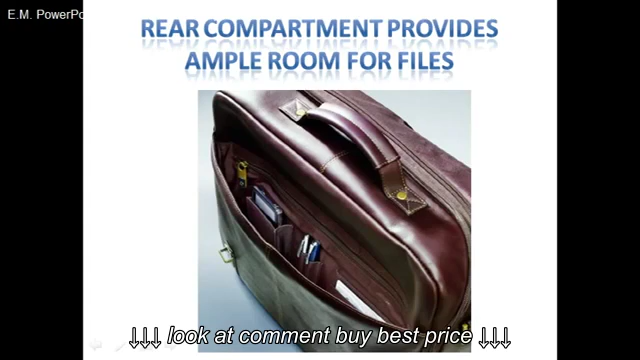 E.M. PowerPo
REAR COMPARTMENT PROVIDES
AMPLE ROOM FOR FILES
↓↓↓ look at comment buy best price ↓↓↓